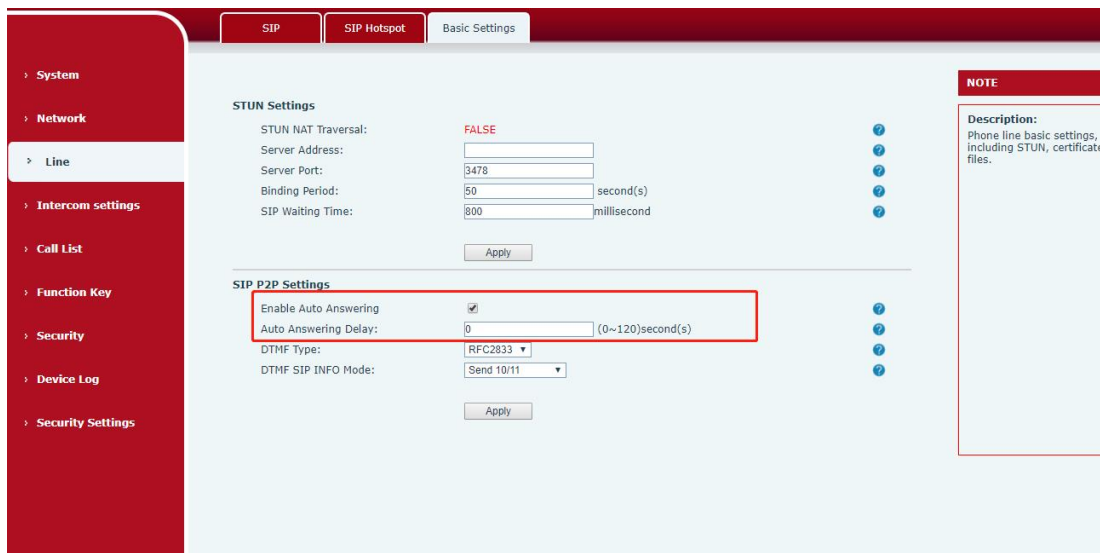 SIP SIP Hotspot Basic Settings
› System
› Network
› Line
› Intercom settings
› Call List
› Function Key
› Security
› Device Log
› Security Settings
STUN Settings
STUN NAT Traversal: FALSE
Server Address:
Server Port: 3478
Binding Period: 50 second(s)
SIP Waiting Time: 800 millisecond
Apply
SIP P2P Settings
Enable Auto Answering
Auto Answering Delay: 0 (0~120)second(s)
DTMF Type: RFC2833
DTMF SIP INFO Mode: Send 10/11
Apply
NOTE
Description:
Phone line basic settings,
including STUN, certificate
files.